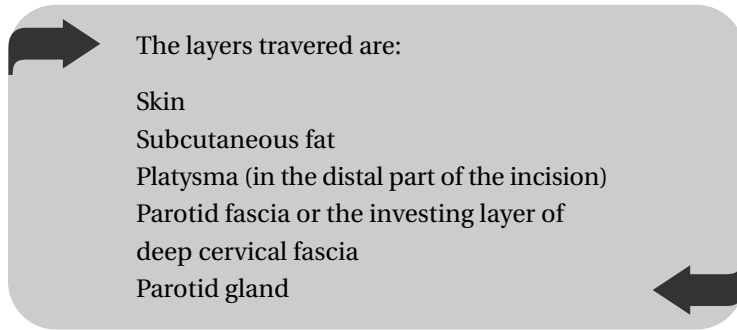 The layers travered are:
Skin
Subcutaneous fat
Platysma (in the distal part of the incision)
Parotid fascia or the investing layer of
deep cervical fascia
Parotid gland